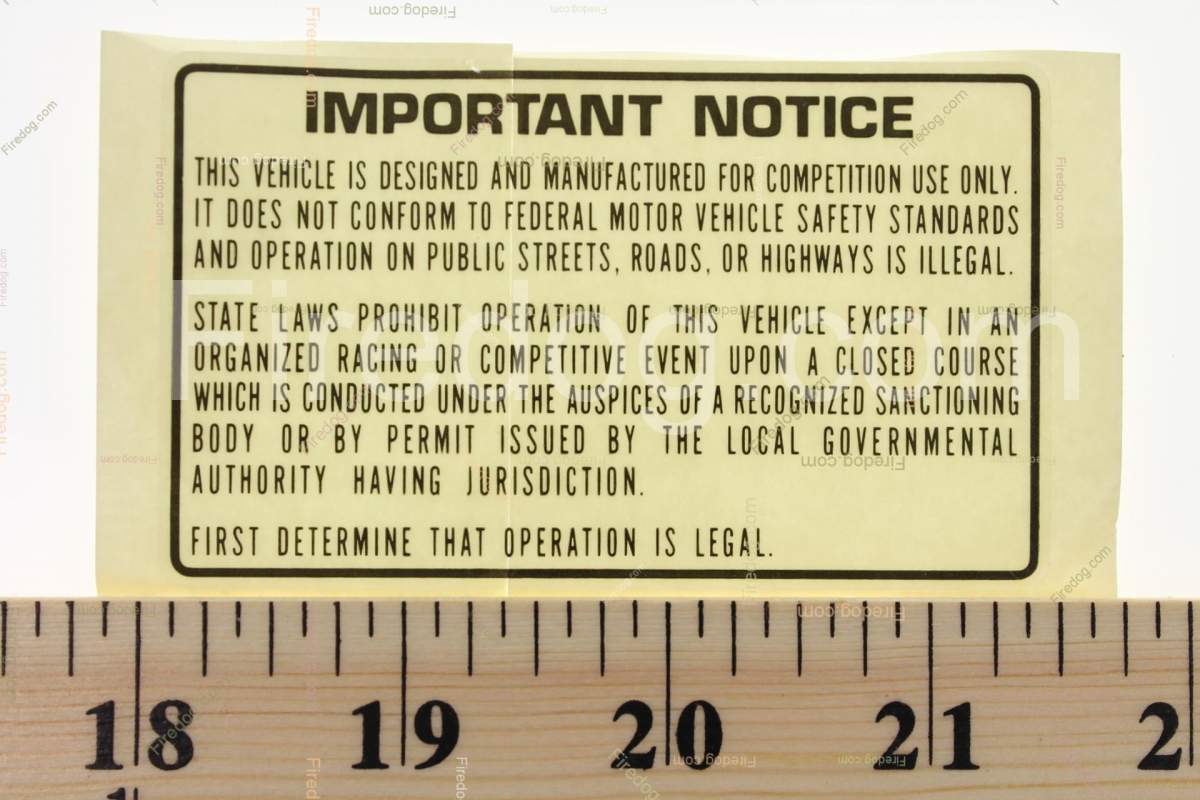 IMPORTANT NOTICE
THIS VEHICLE IS DESIGNED AND MANUFACTURED FOR COMPETITION USE ONLY.
IT DOES NOT CONFORM TO FEDERAL MOTOR VEHICLE SAFETY STANDARDS
AND OPERATION ON PUBLIC STREETS, ROADS, OR HIGHWAYS IS ILLEGAL.
STATE LAWS PROHIBIT OPERATION OF THIS VEHICLE EXCEPT IN AN
ORGANIZED RACING OR COMPETITIVE EVENT UPON A CLOSED COURSE
WHICH IS CONDUCTED UNDER THE AUSPICES OF A RECOGNIZED SANCTIONING
BODY OR BY PERMIT ISSUED BY THE LOCAL GOVERNMENTAL
AUTHORITY HAVING JURISDICTION.
FIRST DETERMINE THAT OPERATION IS LEGAL.
Firedog.com
18 19 20 21 2